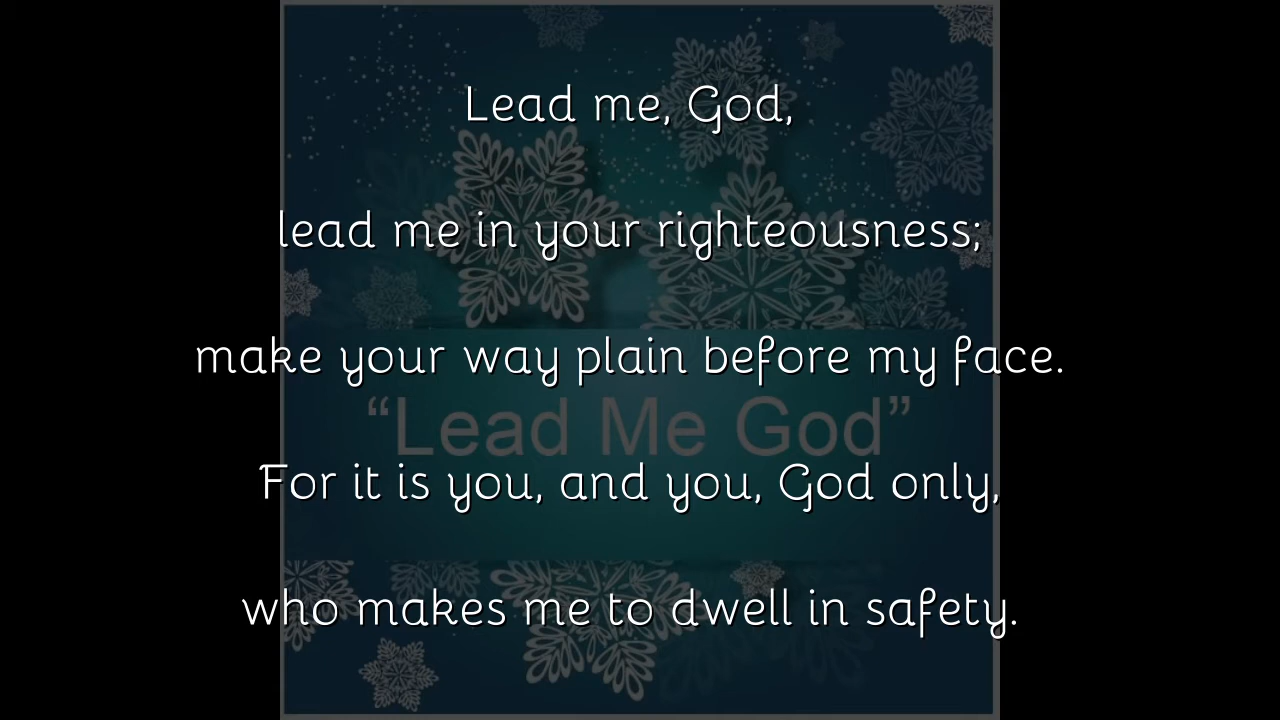 Lead me, God,
lead me in your righteousness;
make your way plain before my face.
“Lead Me God”
For it is you, and you, God only,
who makes me to dwell in safety.